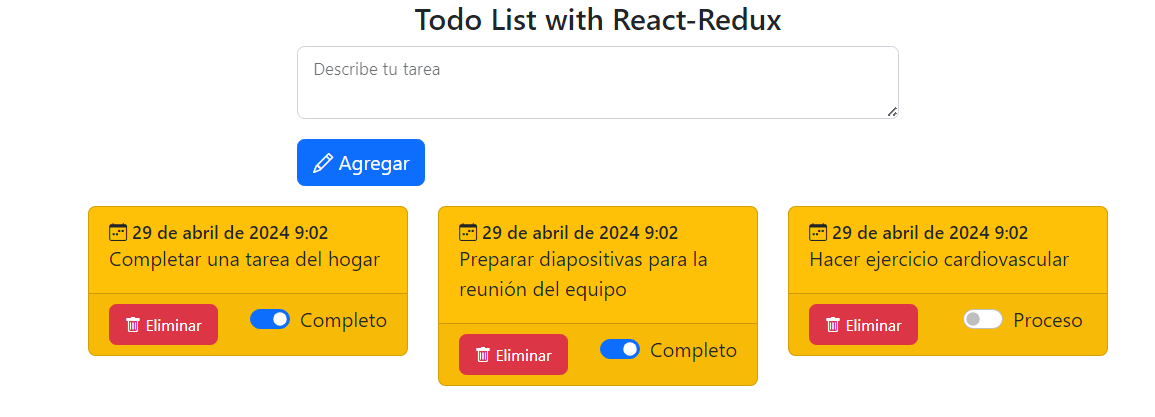 Todo List with React-Redux
Describe tu tarea
Agregar
29 de abril de 2024 9:02
Completar una tarea del hogar
Eliminar
Completo
29 de abril de 2024 9:02
Preparar diapositivas para la
reunión del equipo
Eliminar
Completo
29 de abril de 2024 9:02
Hacer ejercicio cardiovascular
Eliminar
Proceso